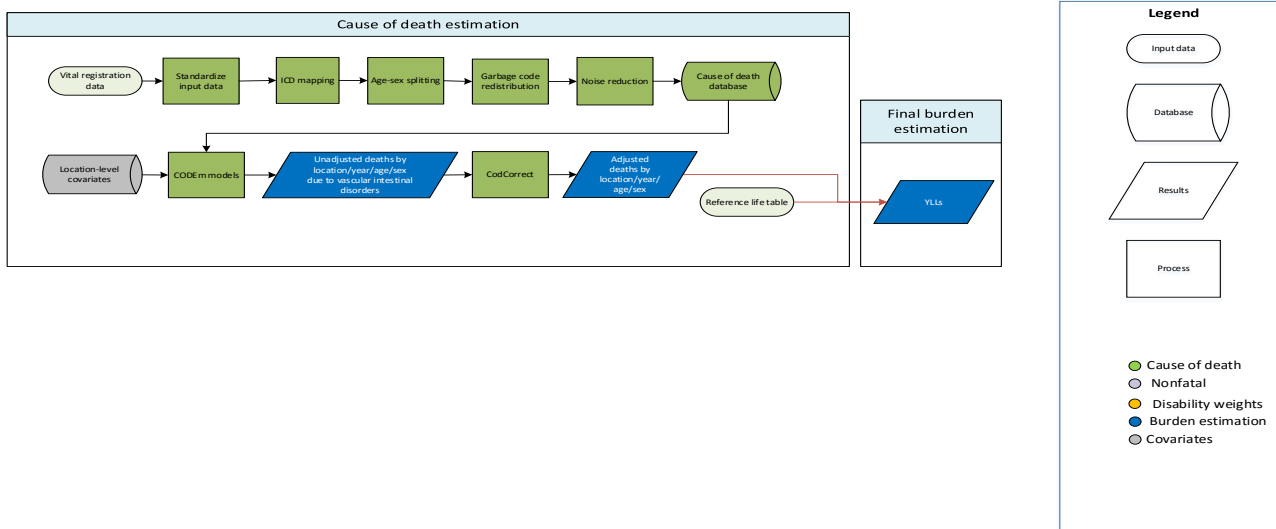 Cause of death estimation
Vital registration
data
Standardize
input data
ICD mapping
Age-sex splitting
Garbage code
redistribution
Noise reduction
Cause of death
database
Location-level
covariates
CODEm models
Unadjusted deaths by
location/year/age/sex
due to vascular intestinal
disorders
CodCorrect
Adjusted
deaths by
location/year/
age/sex
Reference life table
Final burden
estimation
YLLs
Legend
Input data
Database
Results
Process
Cause of death
Nonfatal
Disability weights
Burden estimation
Covariates